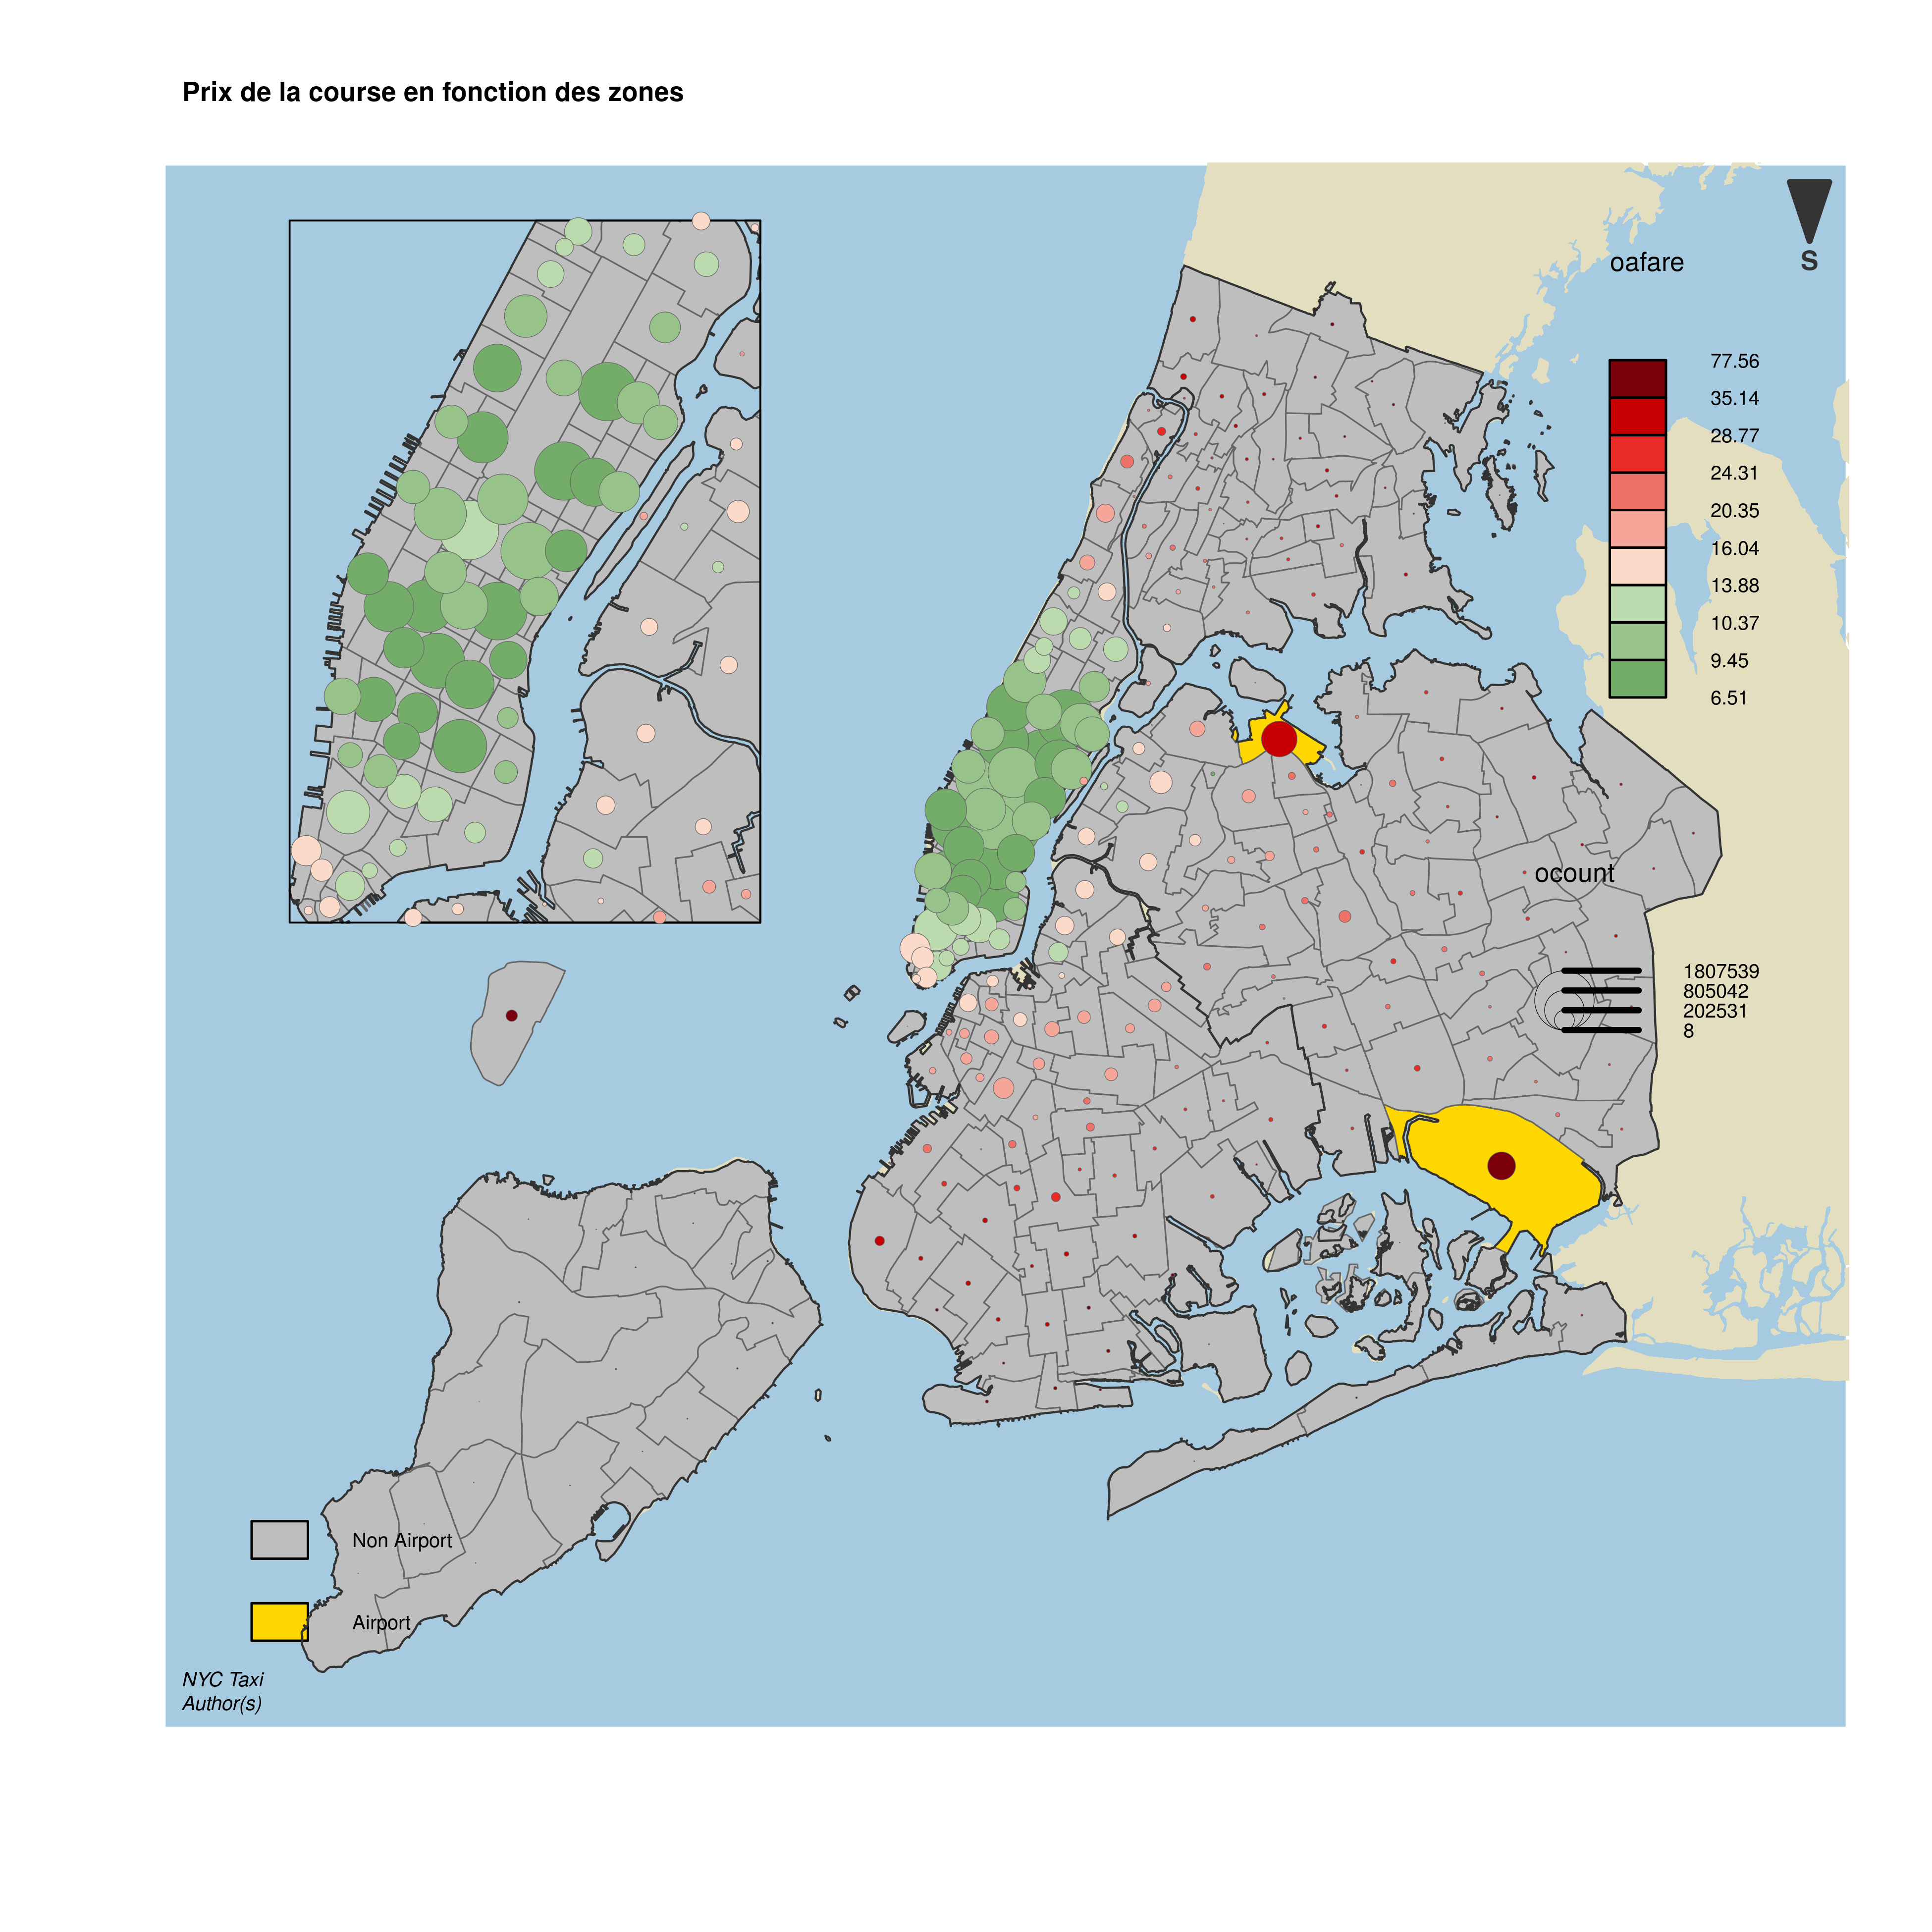 Prix de la course en fonction des zones
S
oafare
77.56
35.14
28.77
24.31
20.35
16.04
13.88
10.37
9.45
6.51
ocount
1807539
805042
202531
8
Non Airport
Airport
NYC Taxi
Author(s)